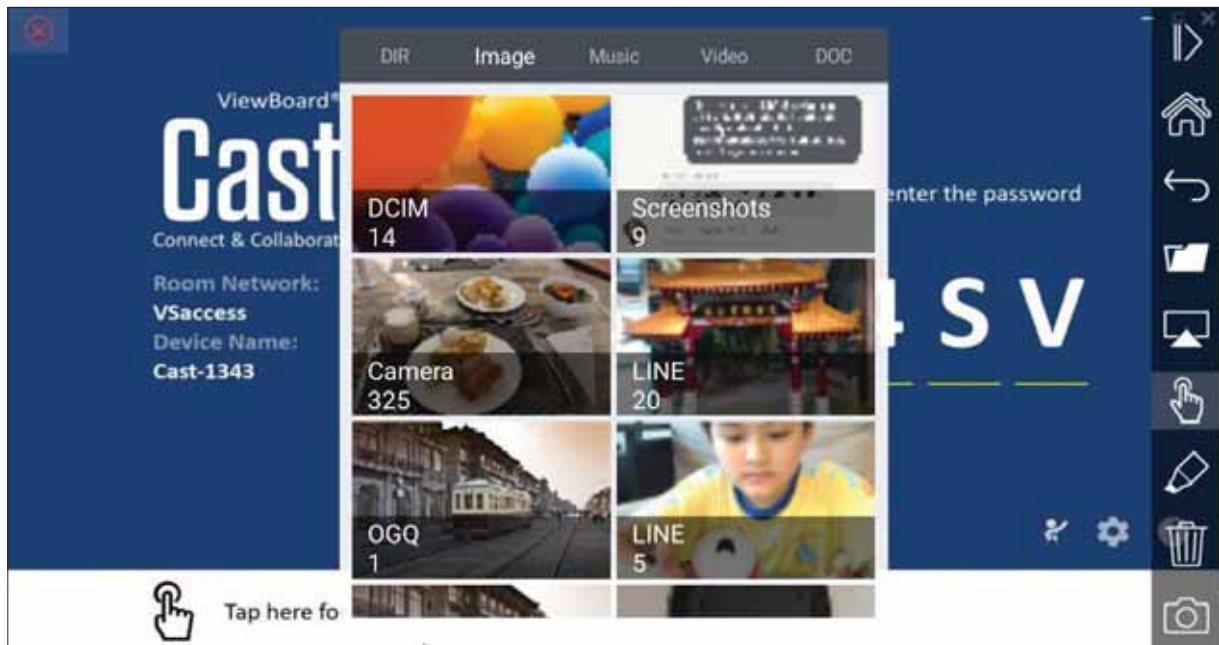 DIR Image Music Video DOC
ViewBoard®
Cast
Connect & Collaborat
Room Network:
VSaccess
Device Name:
Cast-1343
enter the password
S V
DCIM
14
Screenshots
9
Camera
325
LINE
20
OGQ
1
LINE
5
Tap here fo